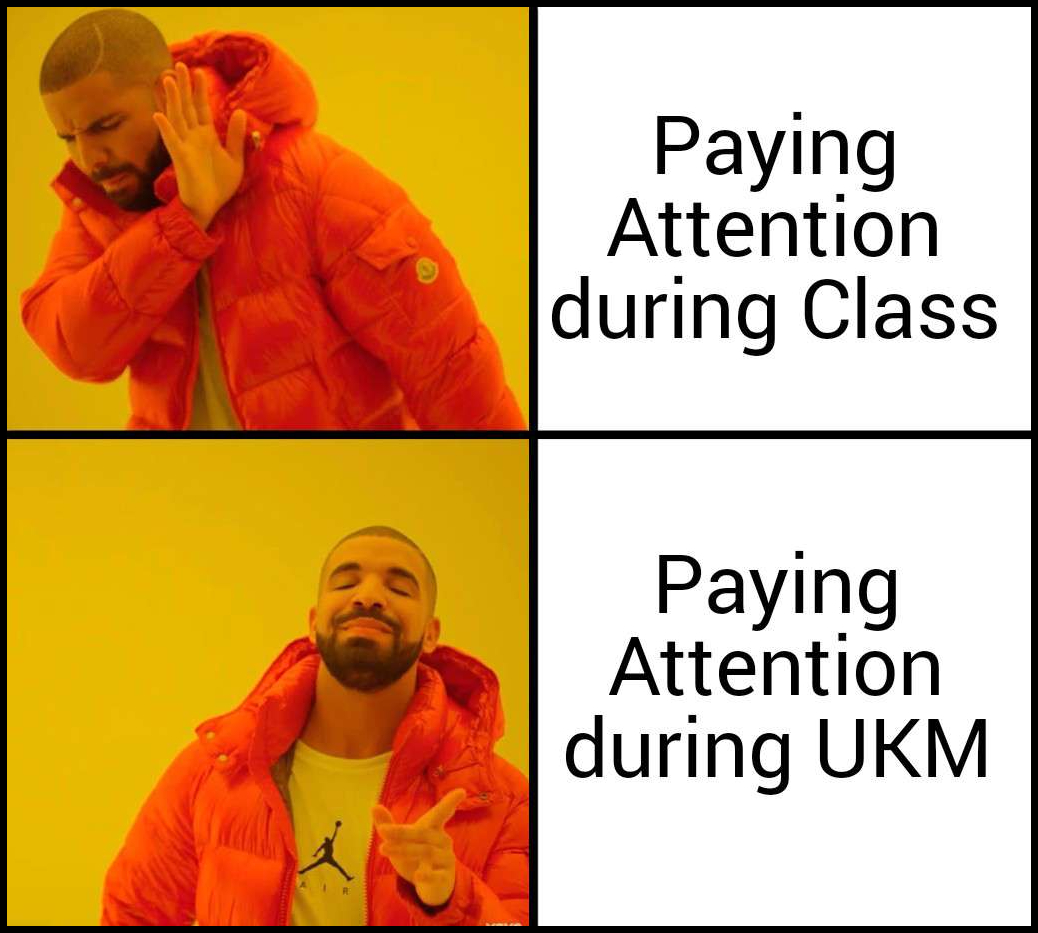 Paying
Attention
during Class
Paying
Attention
during UKM
A I R